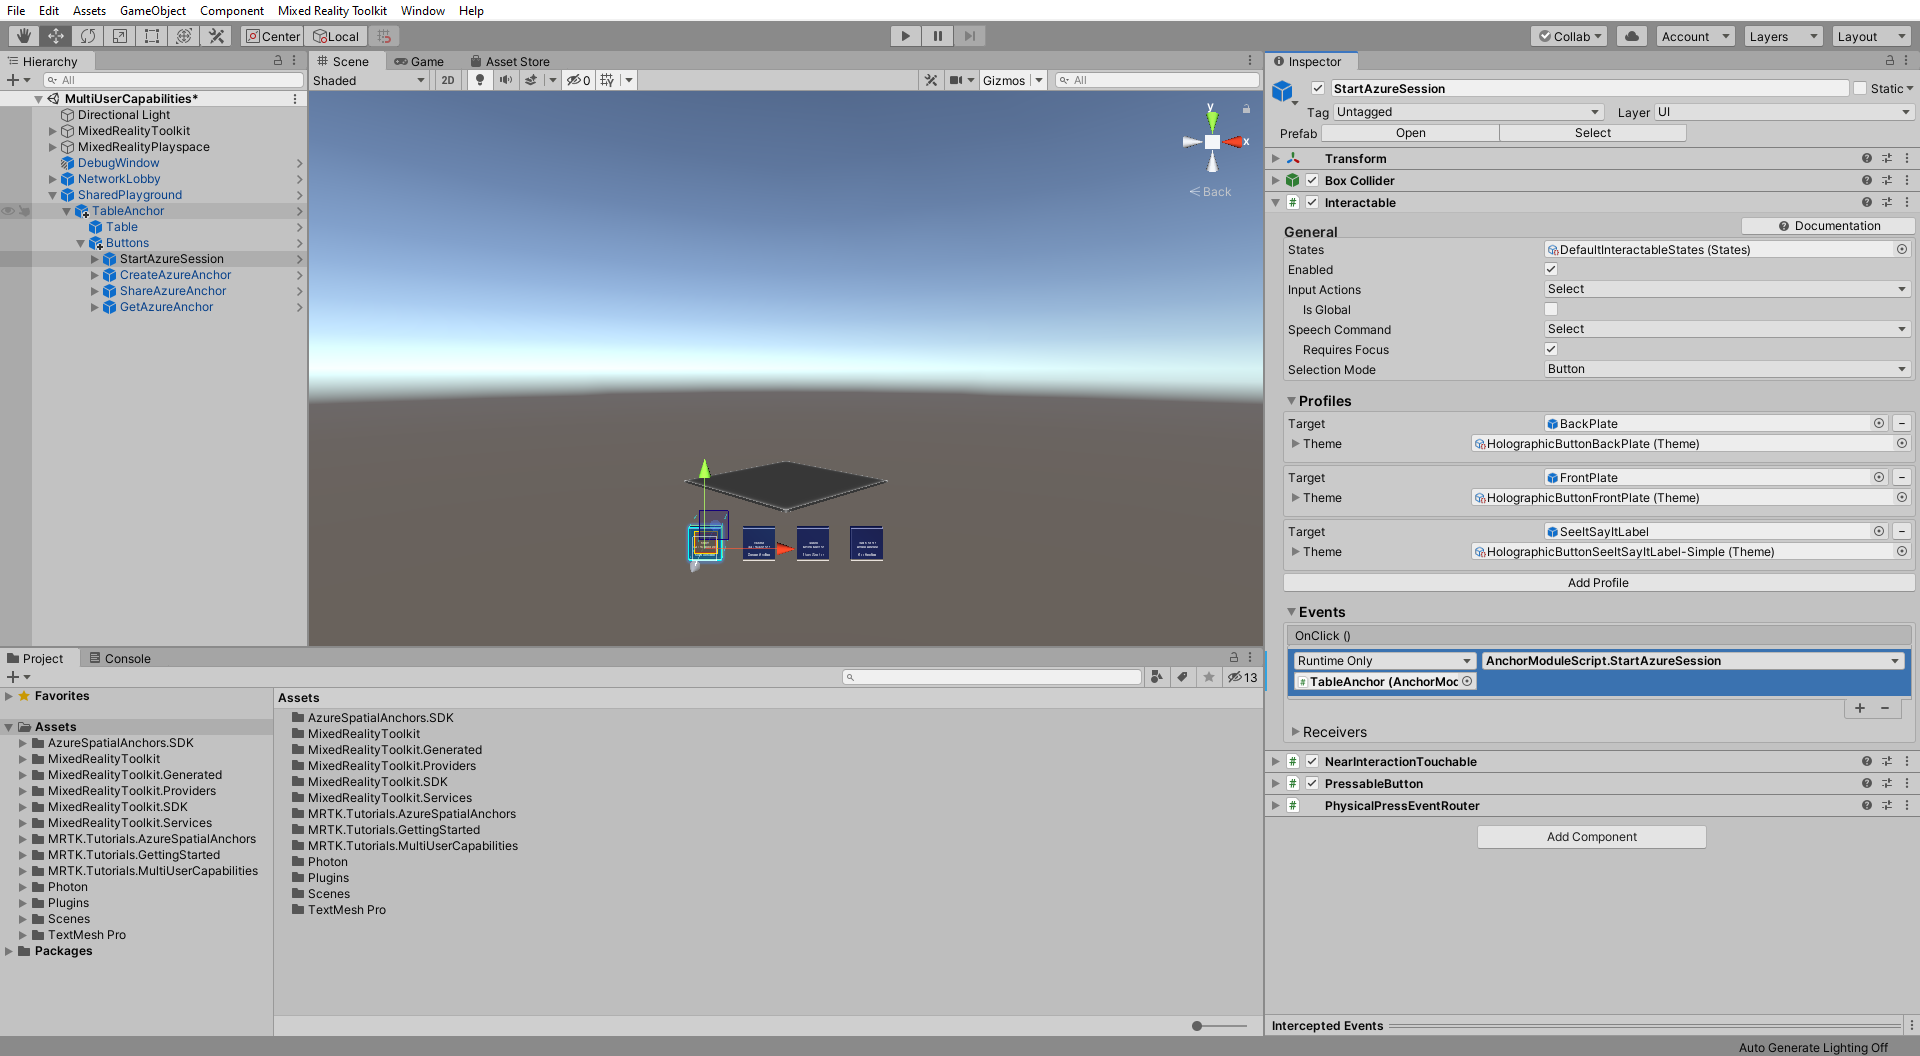 File Edit Assets GameObject Component Mixed Reality Toolkit Window Help
Center Local Collab Account Layers Layout
Hierarchy
All
MultiUserCapabilities*
Directional Light
MixedRealityToolkit
MixedRealityPlayspace
DebugWindow
NetworkLobby
SharedPlayground
TableAnchor
Table
Buttons
StartAzureSession
CreateAzureAnchor
ShareAzureAnchor
GetAzureAnchor
Scene Game Asset Store
Shaded 2D 0 Gizmos All
y
x
Back
Project Console
13
Favorites
Assets
AzureSpatialAnchors.SDK
MixedRealityToolkit
MixedRealityToolkit.Generated
MixedRealityToolkit.Providers
MixedRealityToolkit.SDK
MixedRealityToolkit.Services
MRTK.Tutorials.AzureSpatialAnchors
MRTK.Tutorials.GettingStarted
MRTK.Tutorials.MultiUserCapabilities
Photon
Plugins
Scenes
TextMesh Pro
Packages
Assets
AzureSpatialAnchors.SDK
MixedRealityToolkit
MixedRealityToolkit.Generated
MixedRealityToolkit.Providers
MixedRealityToolkit.SDK
MixedRealityToolkit.Services
MRTK.Tutorials.AzureSpatialAnchors
MRTK.Tutorials.GettingStarted
MRTK.Tutorials.MultiUserCapabilities
Photon
Plugins
Scenes
TextMesh Pro
Inspector
StartAzureSession Static
Tag Untagged Layer UI
Prefab Open Select
Transform
Box Collider
Interactable
Documentation
General
States DefaultInteractableStates (States)
Enabled
Input Actions Select
Is Global
Speech Command Select
Requires Focus
Selection Mode Button
Profiles
Target BackPlate
Theme HolographicButtonBackPlate (Theme)
Target FrontPlate
Theme HolographicButtonFrontPlate (Theme)
Target SeeItSayItLabel
Theme HolographicButtonSeeItSayItLabel-Simple (Theme)
Add Profile
Events
OnClick ()
Runtime Only AnchorModuleScript.StartAzureSession
TableAnchor (AnchorMoc
Receivers
NearInteractionTouchable
PressableButton
PhysicalPressEventRouter
Add Component
Intercepted Events
Auto Generate Lighting Off